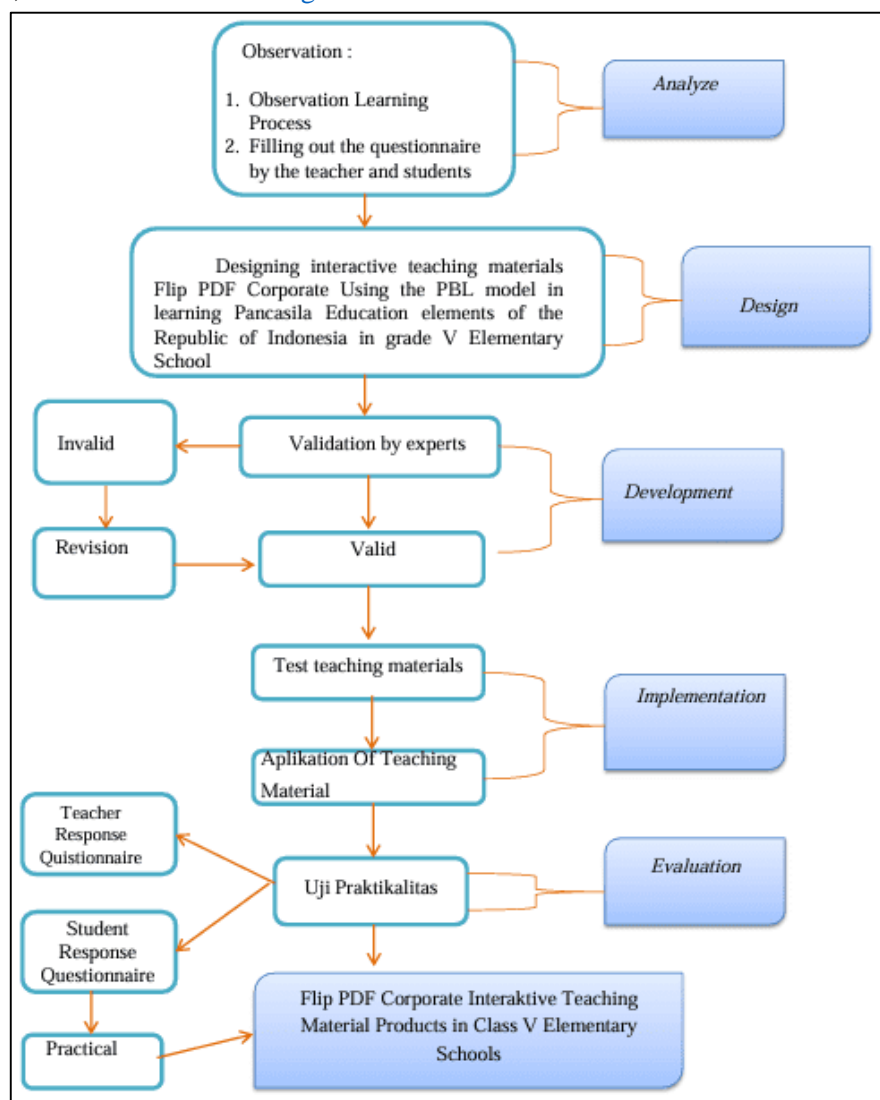 Observation :
Analyze
1. Observation Learning
Process
2. Filling out the questionnaire
by the teacher and students
Designing interactive teaching materials
Flip PDF Corporate Using the PBL model in
learning Pancasila Education elements of the
Republic of Indonesia in grade V Elementary
School
Design
Invalid
Validation by experts
Development
Revision
Valid
Test teaching materials
Implementation
Aplikation Of Teaching
Material
Teacher
Response
Quistionnaire
Uji Praktikalitas
Evaluation
Student
Response
Questionnaire
Practical
Flip PDF Corporate Interaktive Teaching
Material Products in Class V Elementary
Schools